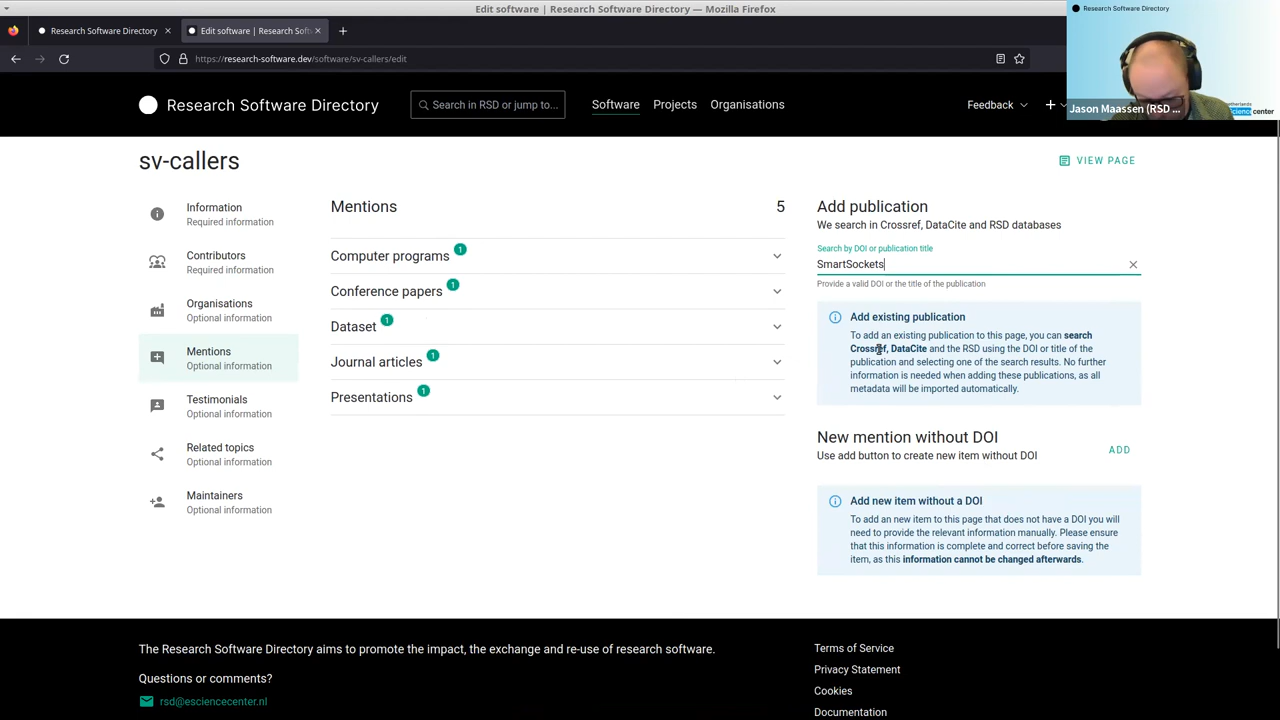 Edit software | Research Software Directory — Mozilla Firefox
Research Software Directory
Edit software | Research Soft
https://research-software.dev/software/sv-callers/edit
Research Software Directory
Jason Maassen (RSD ...
center
Research Software Directory
Search in RSD or jump to...
Software
Projects
Organisations
Feedback
sv-callers
VIEW PAGE
Information
Required information
Contributors
Required information
Organisations
Optional information
Mentions
Optional information
Testimonials
Optional information
Related topics
Optional information
Maintainers
Optional information
Mentions
5
Computer programs 1
Conference papers 1
Dataset 1
Journal articles 1
Presentations 1
Add publication
We search in Crossref, DataCite and RSD databases
Search by DOI or publication title
SmartSockets
Provide a valid DOI or the title of the publication
Add existing publication
To add an existing publication to this page, you can search
Crossref, DataCite and the RSD using the DOI or title of the
publication and selecting one of the search results. No further
information is needed when adding these publications, as all
metadata will be imported automatically.
New mention without DOI
Use add button to create new item without DOI
ADD
Add new item without a DOI
To add an new item to this page that does not have a DOI you will
need to provide the relevant information manually. Please ensure
that this information is complete and correct before saving the
item, as this information cannot be changed afterwards.
The Research Software Directory aims to promote the impact, the exchange and re-use of research software.
Questions or comments?
rsd@esciencecenter.nl
Terms of Service
Privacy Statement
Cookies
Documentation